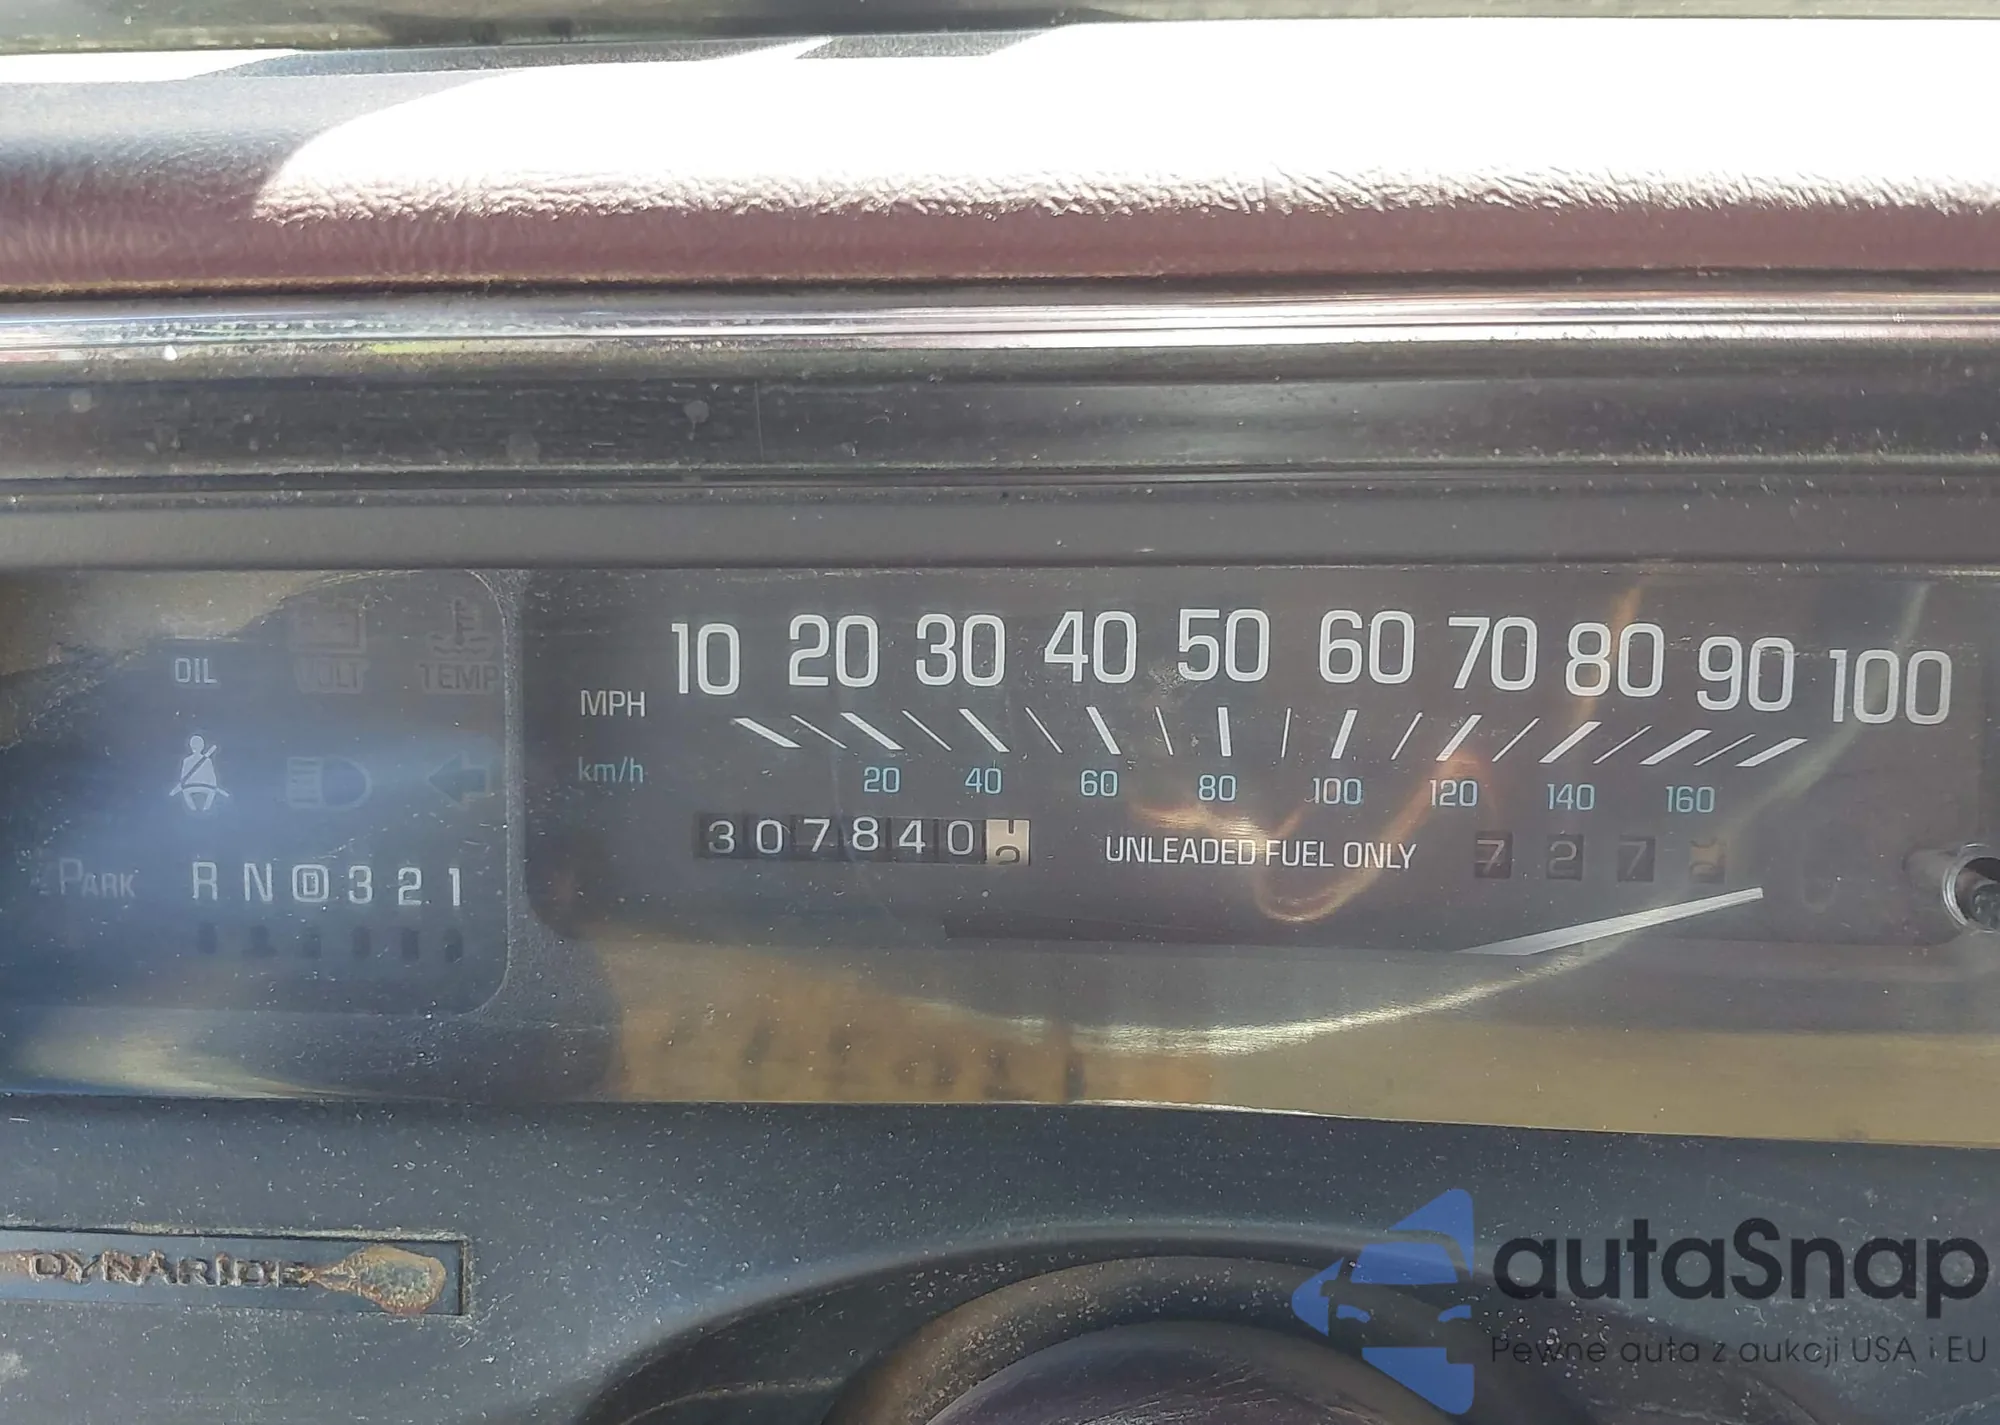 10 20 30 40 50 60 70 80 90 100
OIL VOLT TEMP
MPH
km/h 20 40 60 80 100 120 140 160
307840
UNLEADED FUEL ONLY
727
PARK R N D 3 2 1
DYNARIDE
autaSnap
Pewne auta z aukcji USA i EU